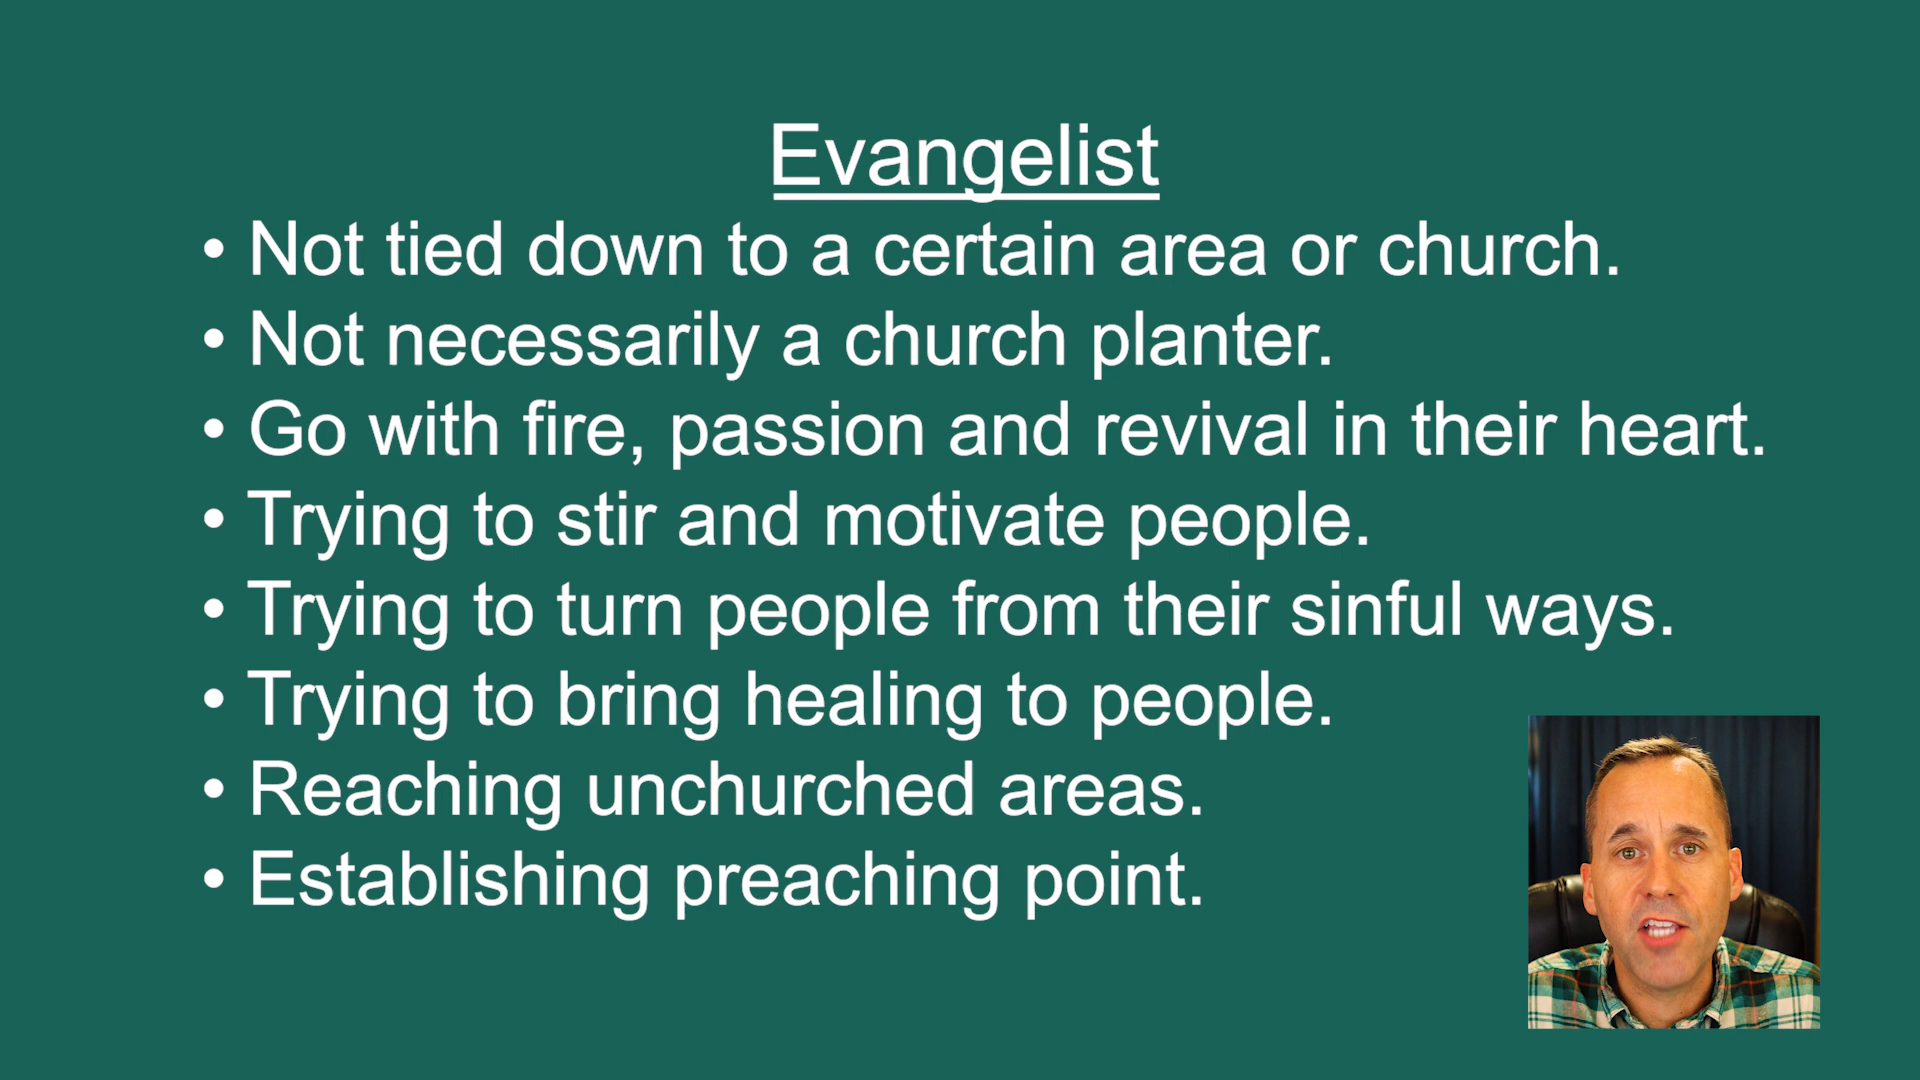 Evangelist
• Not tied down to a certain area or church.
• Not necessarily a church planter.
• Go with fire, passion and revival in their heart.
• Trying to stir and motivate people.
• Trying to turn people from their sinful ways.
• Trying to bring healing to people.
• Reaching unchurched areas.
• Establishing preaching point.